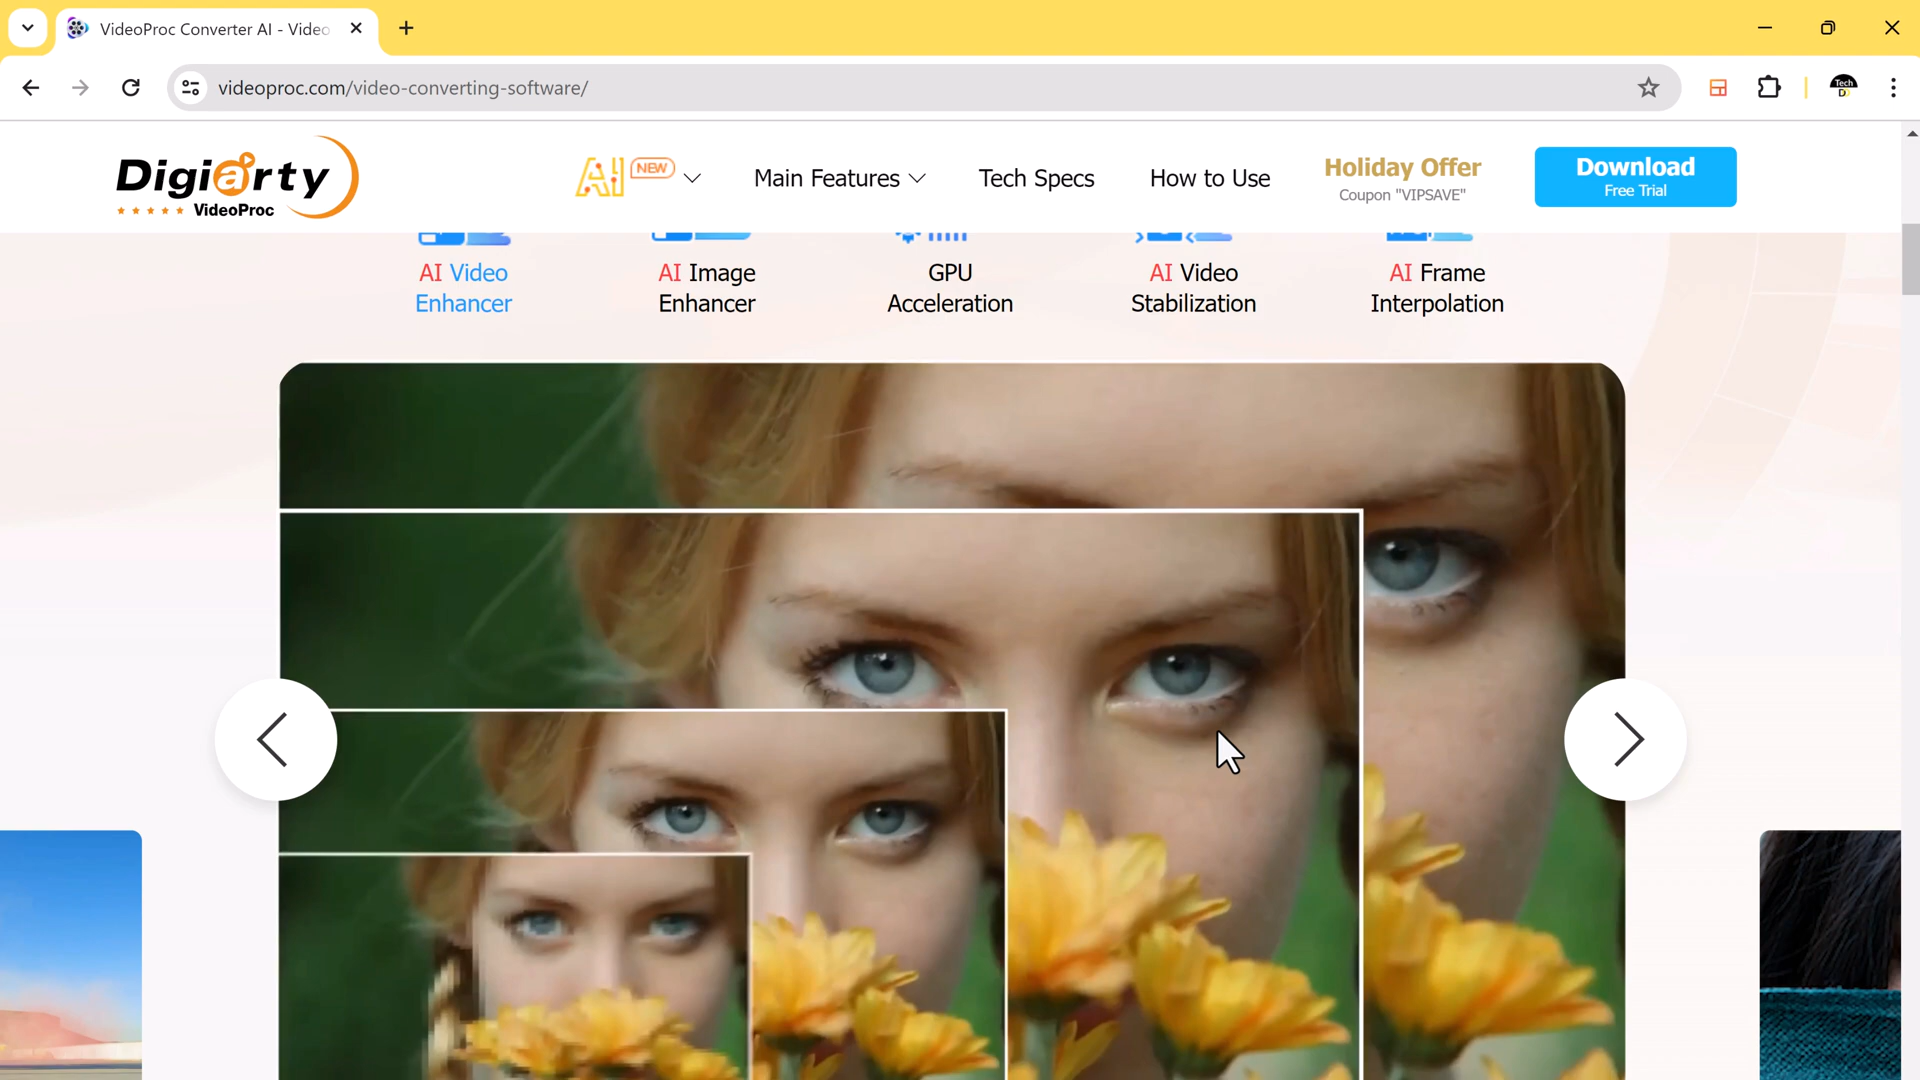 VideoProc Converter AI - Video
videoproc.com/video-converting-software/
Tech
D
Digiarty
VideoProc
AI NEW
Main Features
Tech Specs
How to Use
Holiday Offer
Coupon "VIPSAVE"
Download
Free Trial
AI Video
Enhancer
AI Image
Enhancer
GPU
Acceleration
AI Video
Stabilization
AI Frame
Interpolation